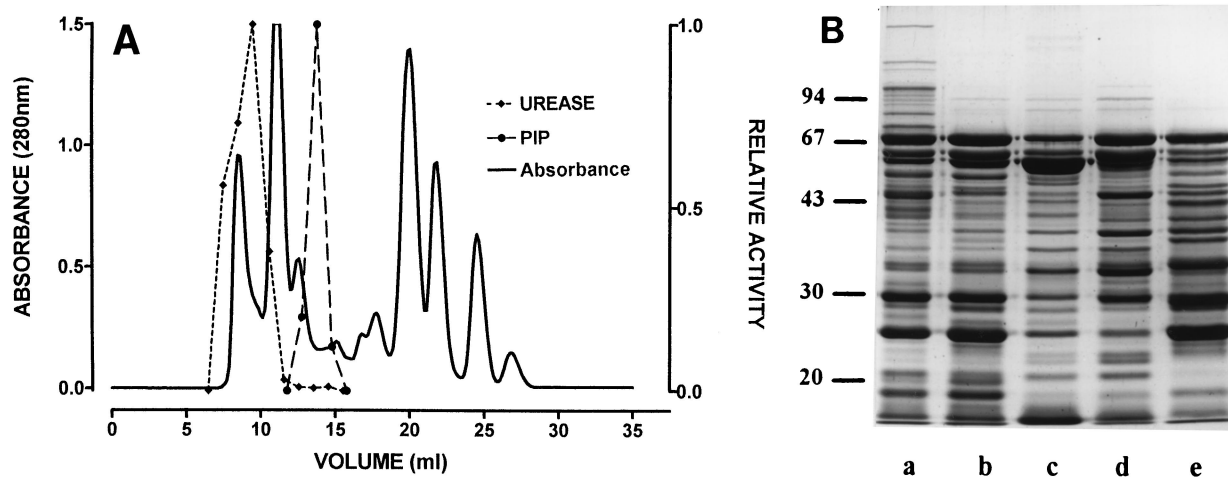 A
ABSORBANCE (280nm)
1.5
1.0
0.5
0.0
UREASE
PIP
Absorbance
1.0
0.5
0.0
RELATIVE ACTIVITY
0 5 10 15 20 25 30 35
VOLUME (ml)
B
94
67
43
30
20
a b c d e